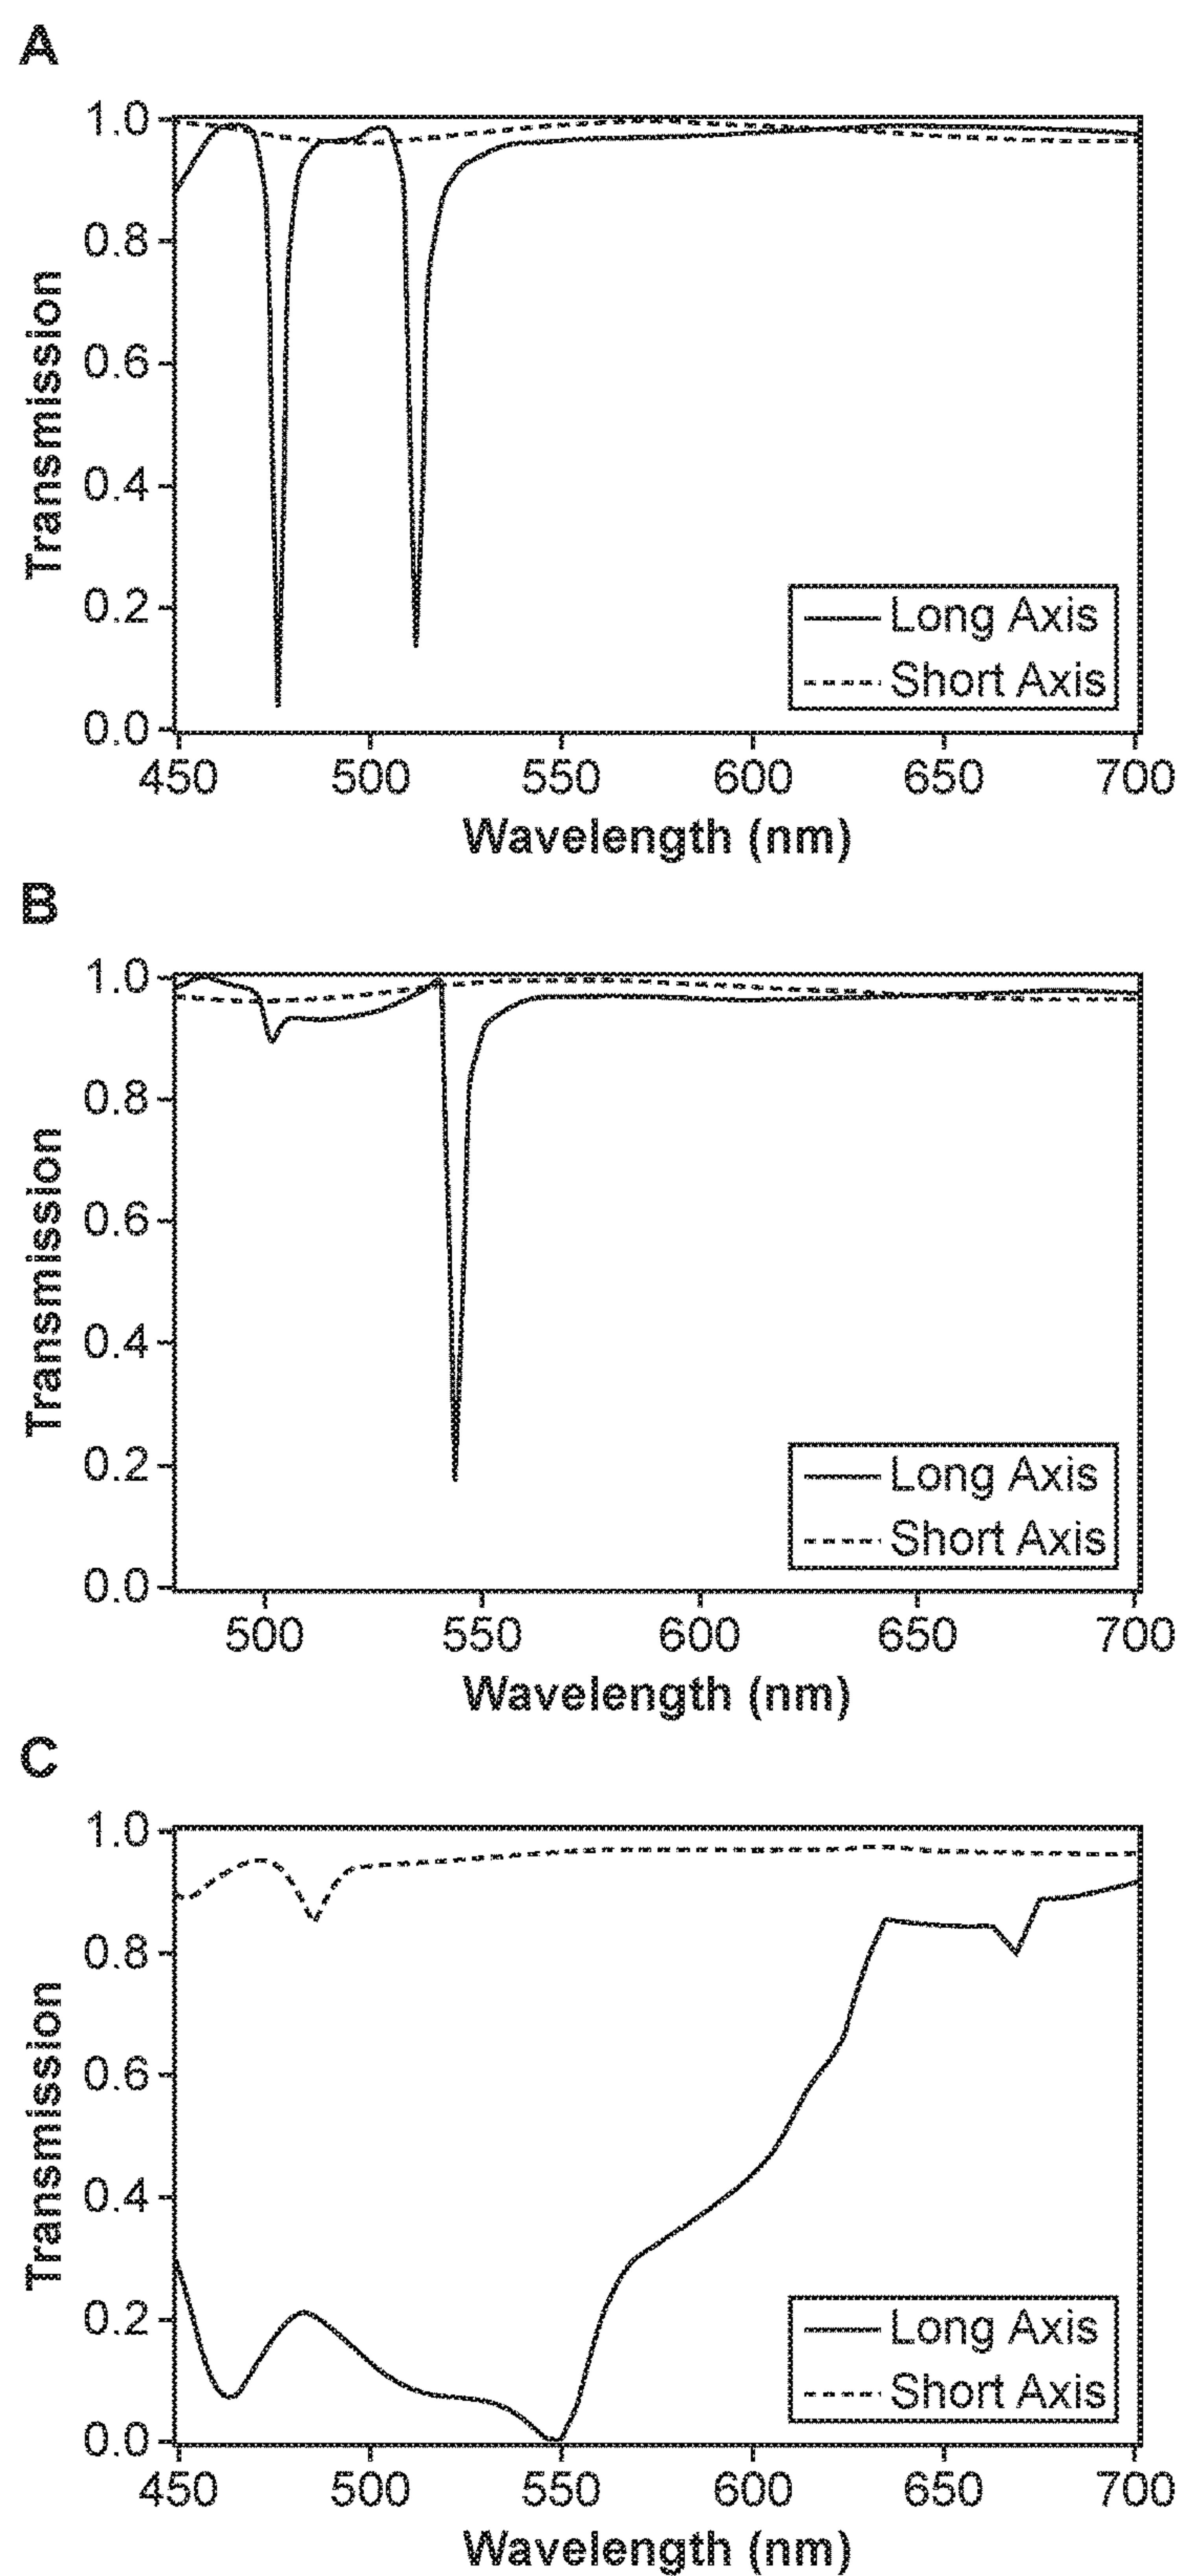 A
1.0
0.8
0.6
0.4
0.2
0.0
Transmission
Long Axis
Short Axis
450 500 550 600 650 700
Wavelength (nm)
B
1.0
0.8
0.6
0.4
0.2
0.0
Transmission
Long Axis
Short Axis
500 550 600 650 700
Wavelength (nm)
C
1.0
0.8
0.6
0.4
0.2
0.0
Transmission
Long Axis
Short Axis
450 500 550 600 650 700
Wavelength (nm)